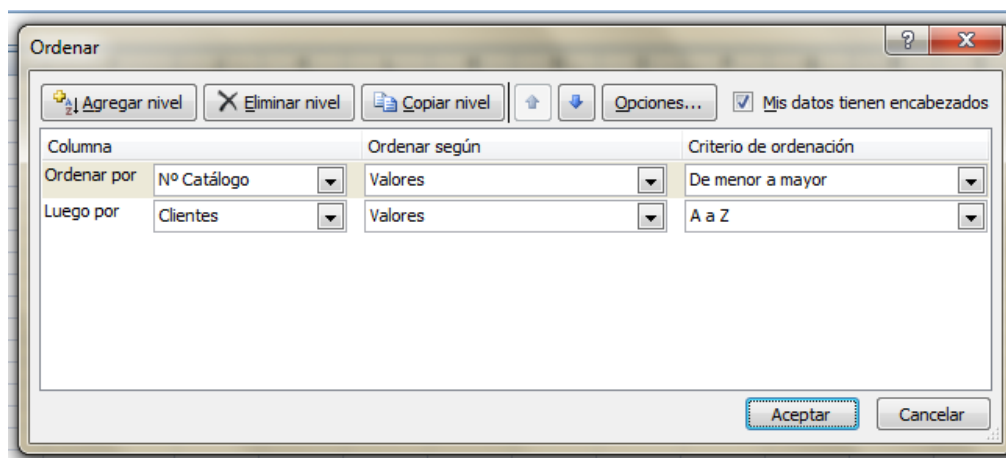 Ordenar
Agregar nivel Eliminar nivel Copiar nivel Opciones... Mis datos tienen encabezados
Columna Ordenar según Criterio de ordenación
Ordenar por Nº Catálogo Valores De menor a mayor
Luego por Clientes Valores A a Z
Aceptar Cancelar